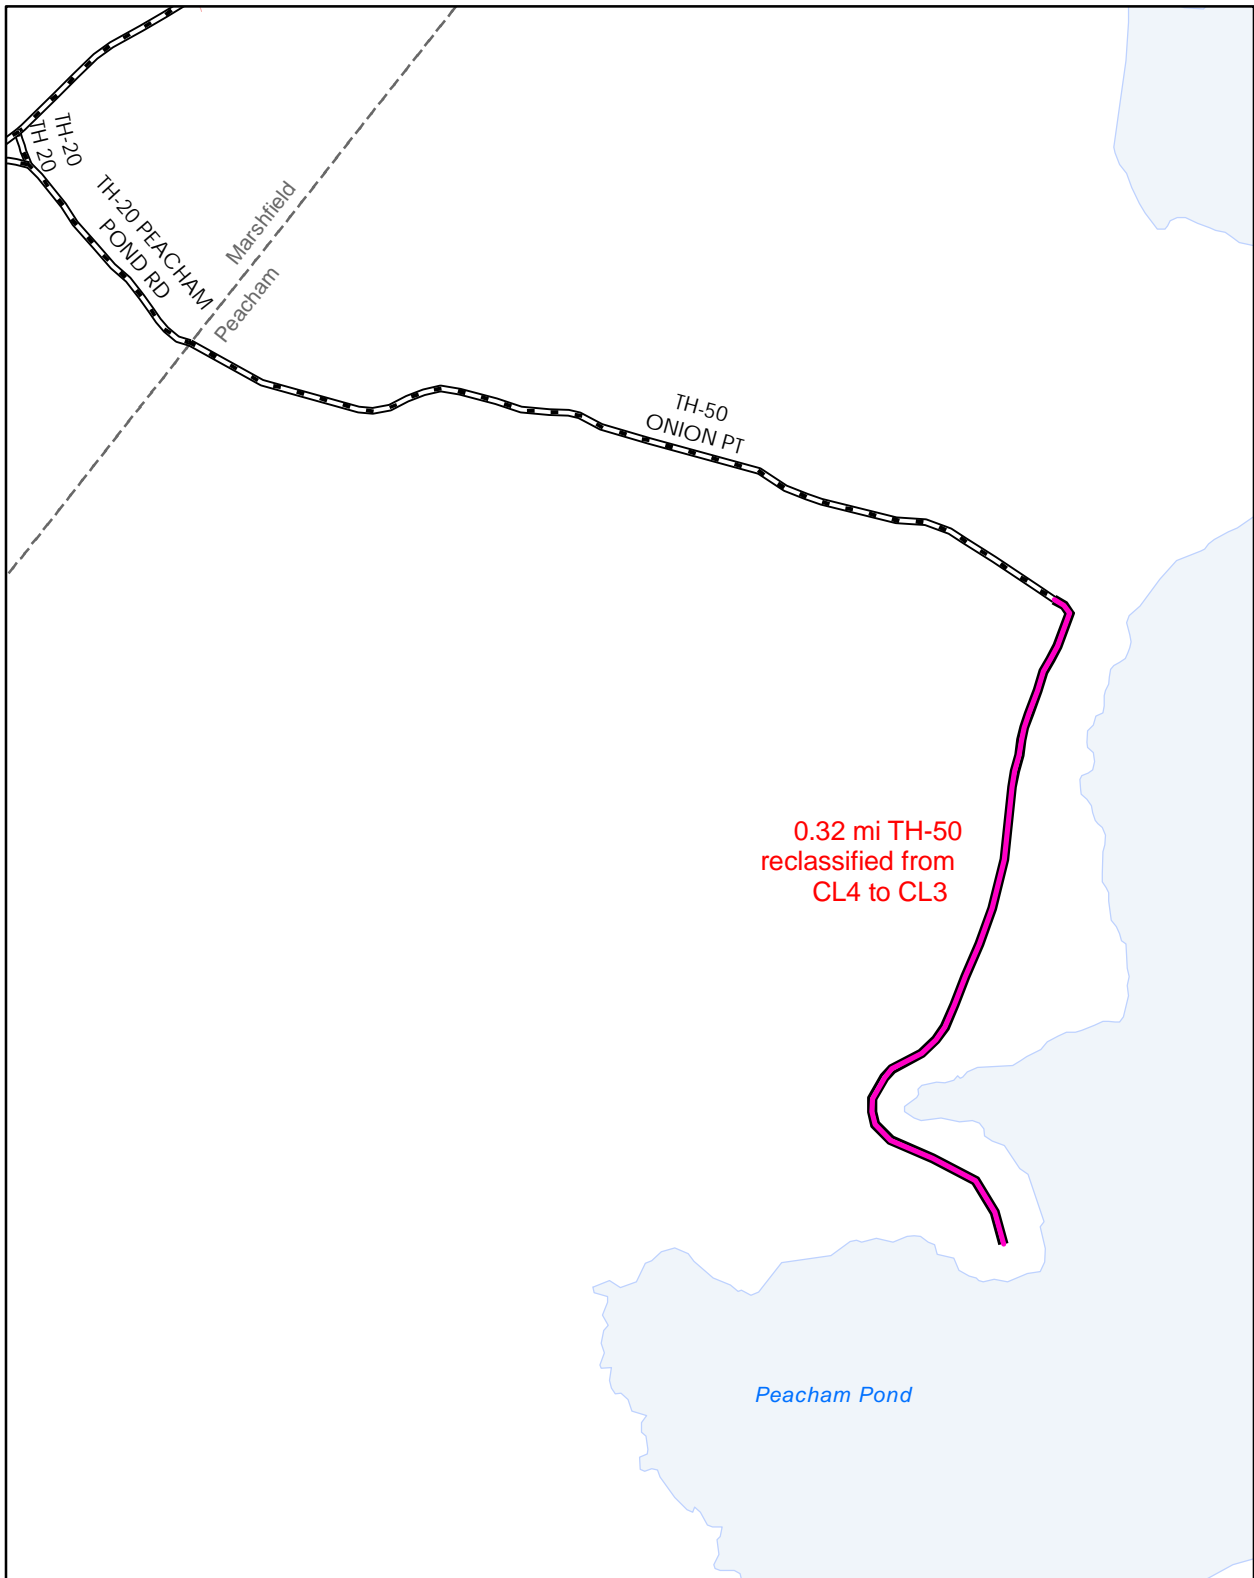 TH-20
TH 20
TH-20 PEACHAM
POND RD
Marshfield
Peacham
TH-50
ONION PT
0.32 mi TH-50
reclassified from
CL4 to CL3
Peacham Pond